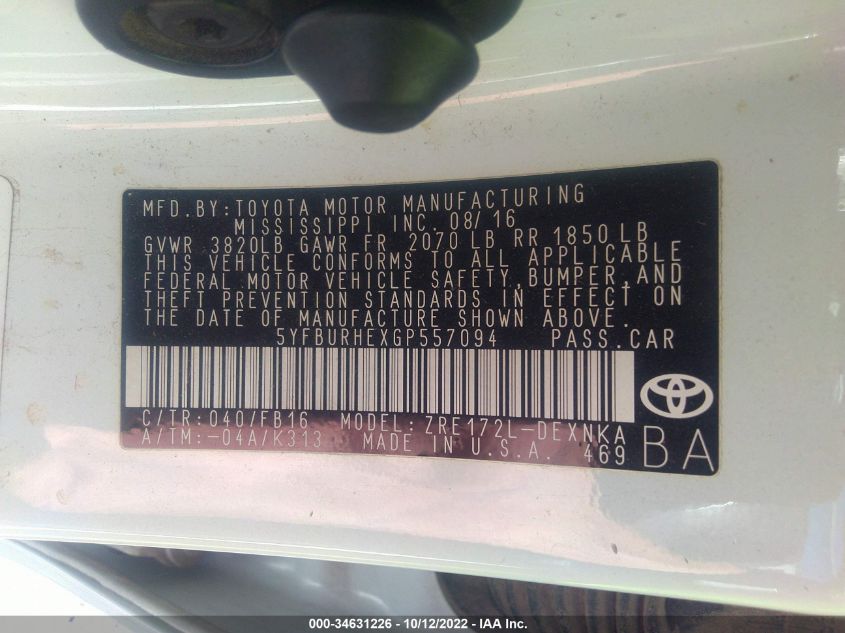 MFD.BY:TOYOTA MOTOR MANUFACTURING
MISSISSIPPI INC. 08/16
GVWR 3820LB GAWR FR 2070 LB RR 1850 LB
THIS VEHICLE CONFORMS TO ALL APPLICABLE
FEDERAL MOTOR VEHICLE SAFETY,BUMPER,AND
THEFT PREVENTION STANDARDS IN EFFECT ON
THE DATE OF MANUFACTURE SHOWN ABOVE.
5YFBURHEXGP557094 PASS.CAR
C/TR:040/FB16 MODEL:ZRE172L-DEXNKA
A/TM:-04A/K313 MADE IN U.S.A. 469 BA
000-34631226 - 10/12/2022 - IAA Inc.